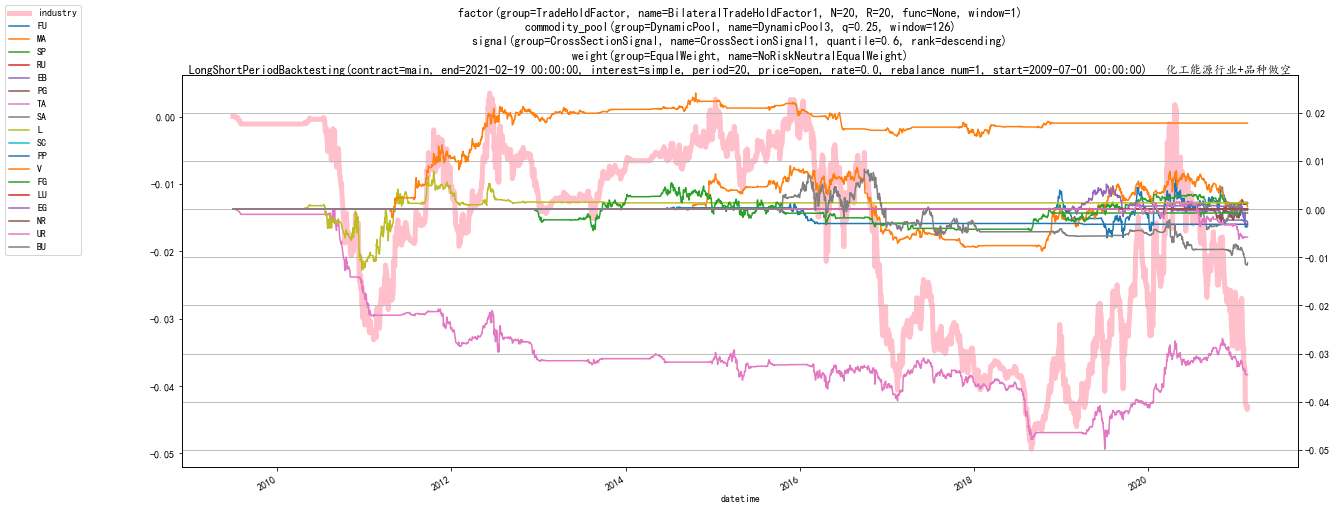 factor(group=TradeHoldFactor, name=BilateralTradeHoldFactor1, N=20, R=20, func=None, window=1)
commodity_pool(group=DynamicPool, name=DynamicPool3, q=0.25, window=126)
signal(group=CrossSectionSignal, name=CrossSectionSignal1, quantile=0.6, rank=descending)
weight(group=EqualWeight, name=NoRiskNeutralEqualWeight)
LongShortPeriodBacktesting(contract=main, end=2021-02-19 00:00:00, interest=simple, period=20, price=open, rate=0.0, rebalance_num=1, start=2009-07-01 00:00:00)
化工能源行业+品种做空
industry
FU
MA
SP
RU
EB
PG
TA
SA
L
SC
PP
V
FG
LU
EG
NR
UR
BU
0.00
-0.01
-0.02
-0.03
-0.04
-0.05
0.02
0.01
0.00
-0.01
-0.02
-0.03
-0.04
-0.05
2010
2012
2014
2016
2018
2020
datetime